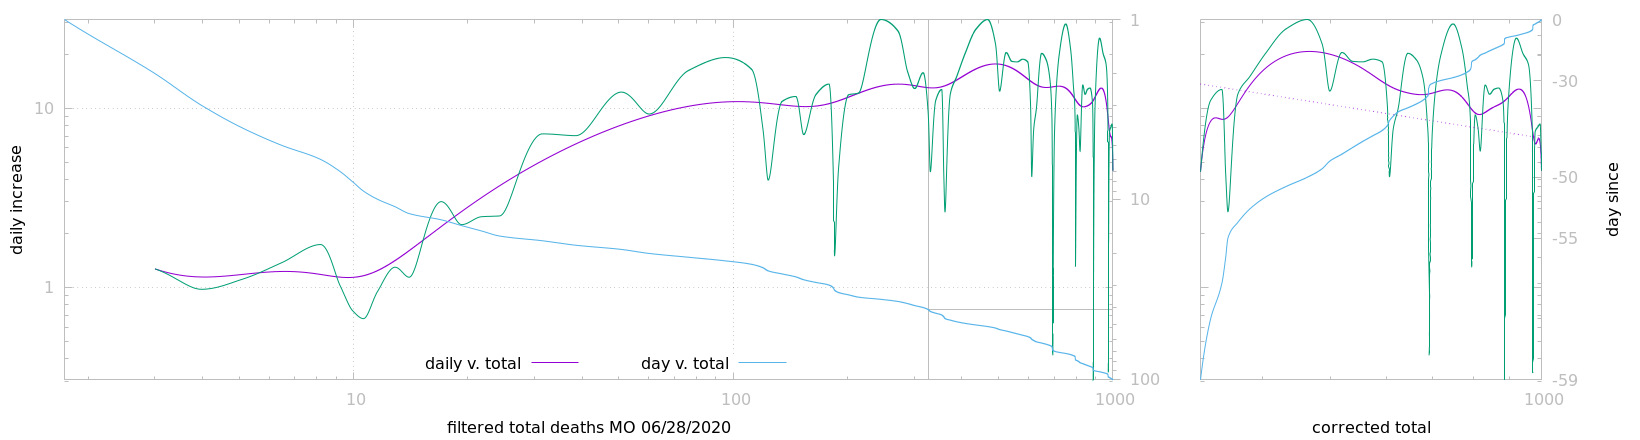 1
0
-30
10
daily increase
-50
day since
10
-55
1
daily v. total
day v. total
100
-59
10
100
1000
1000
filtered total deaths MO 06/28/2020
corrected total